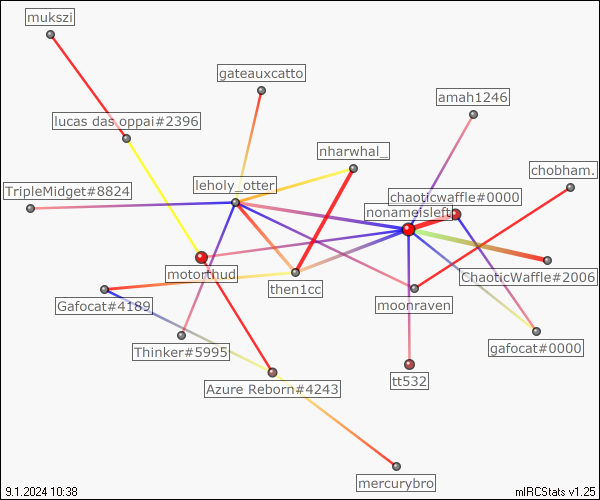 mukszi
gateauxcatto
amah1246
lucas das oppai#2396
nharwhal_
chobham.
TripleMidget#8824
leholy_otter
chaoticwaffle#0000
nonameisleft
motorthud
then1cc
ChaoticWaffle#2006
Gafocat#4189
moonraven
Thinker#5995
gafocat#0000
Azure Reborn#4243
tt532
mercurybro
9.1.2024 10:38
mIRCStats v1.25